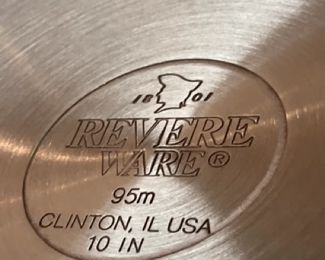 18 01
REVERE
WARE®
95m
CLINTON, IL USA
10 IN